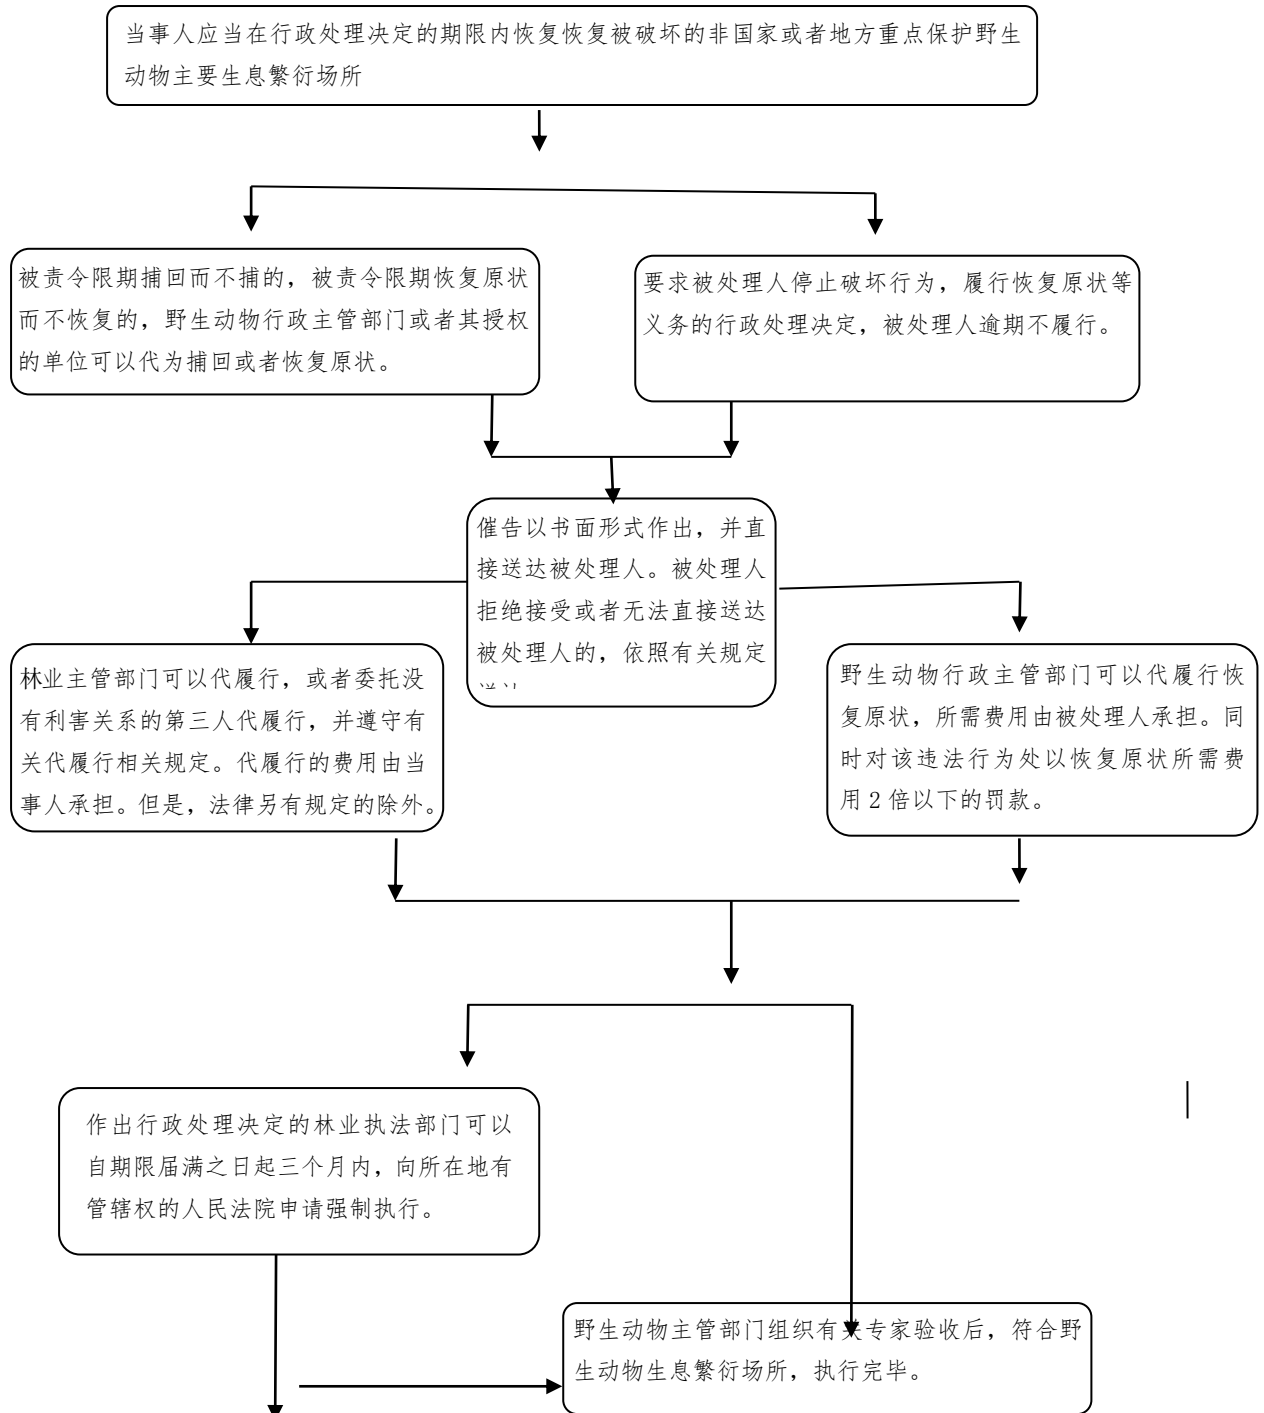 当事人应当在行政处理决定的期限内恢复恢复被破坏的非国家或者地方重点保护野生
动物主要生息繁衍场所
被责令限期捕回而不捕的，被责令限期恢复原状
而不恢复的，野生动物行政主管部门或者其授权
的单位可以代为捕回或者恢复原状。
要求被处理人停止破坏行为，履行恢复原状等
义务的行政处理决定，被处理人逾期不履行。
催告以书面形式作出，并直
接送达被处理人。被处理人
拒绝接受或者无法直接送达
被处理人的，依照有关规定
林业主管部门可以代履行，或者委托没
有利害关系的第三人代履行，并遵守有
关代履行相关规定。代履行的费用由当
事人承担。但是，法律另有规定的除外。
野生动物行政主管部门可以代履行恢
复原状，所需费用由被处理人承担。同
时对该违法行为处以恢复原状所需费
用 2 倍以下的罚款。
作出行政处理决定的林业执法部门可以
自期限届满之日起三个月内，向所在地有
管辖权的人民法院申请强制执行。
野生动物主管部门组织有关专家验收后，符合野
生动物生息繁衍场所，执行完毕。